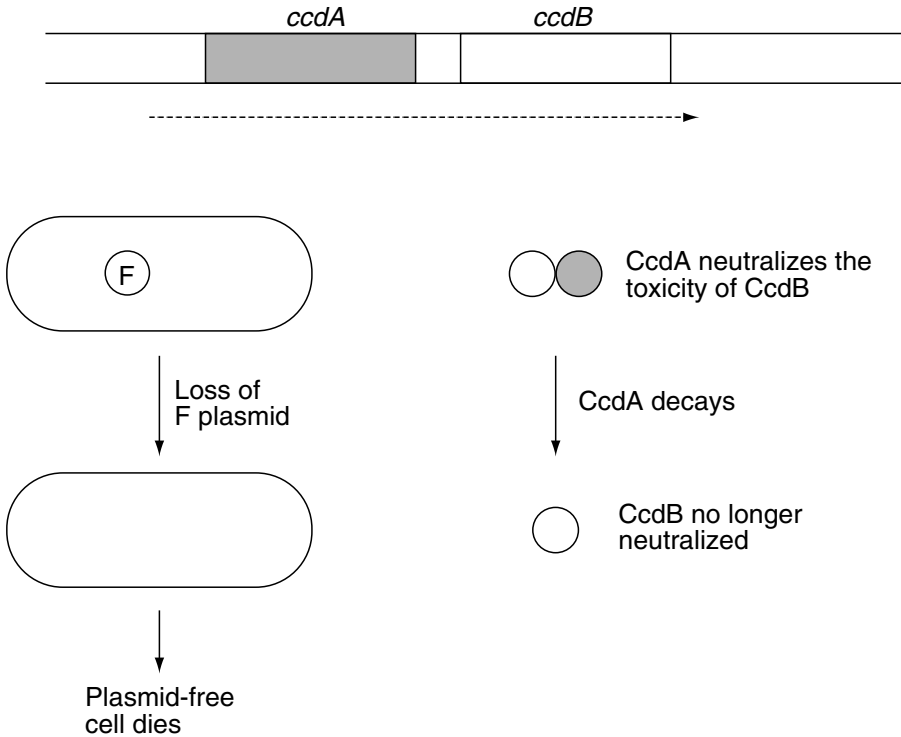 ccdA
ccdB
F
CcdA neutralizes the
toxicity of CcdB
Loss of
F plasmid
CcdA decays
CcdB no longer
neutralized
Plasmid-free
cell dies